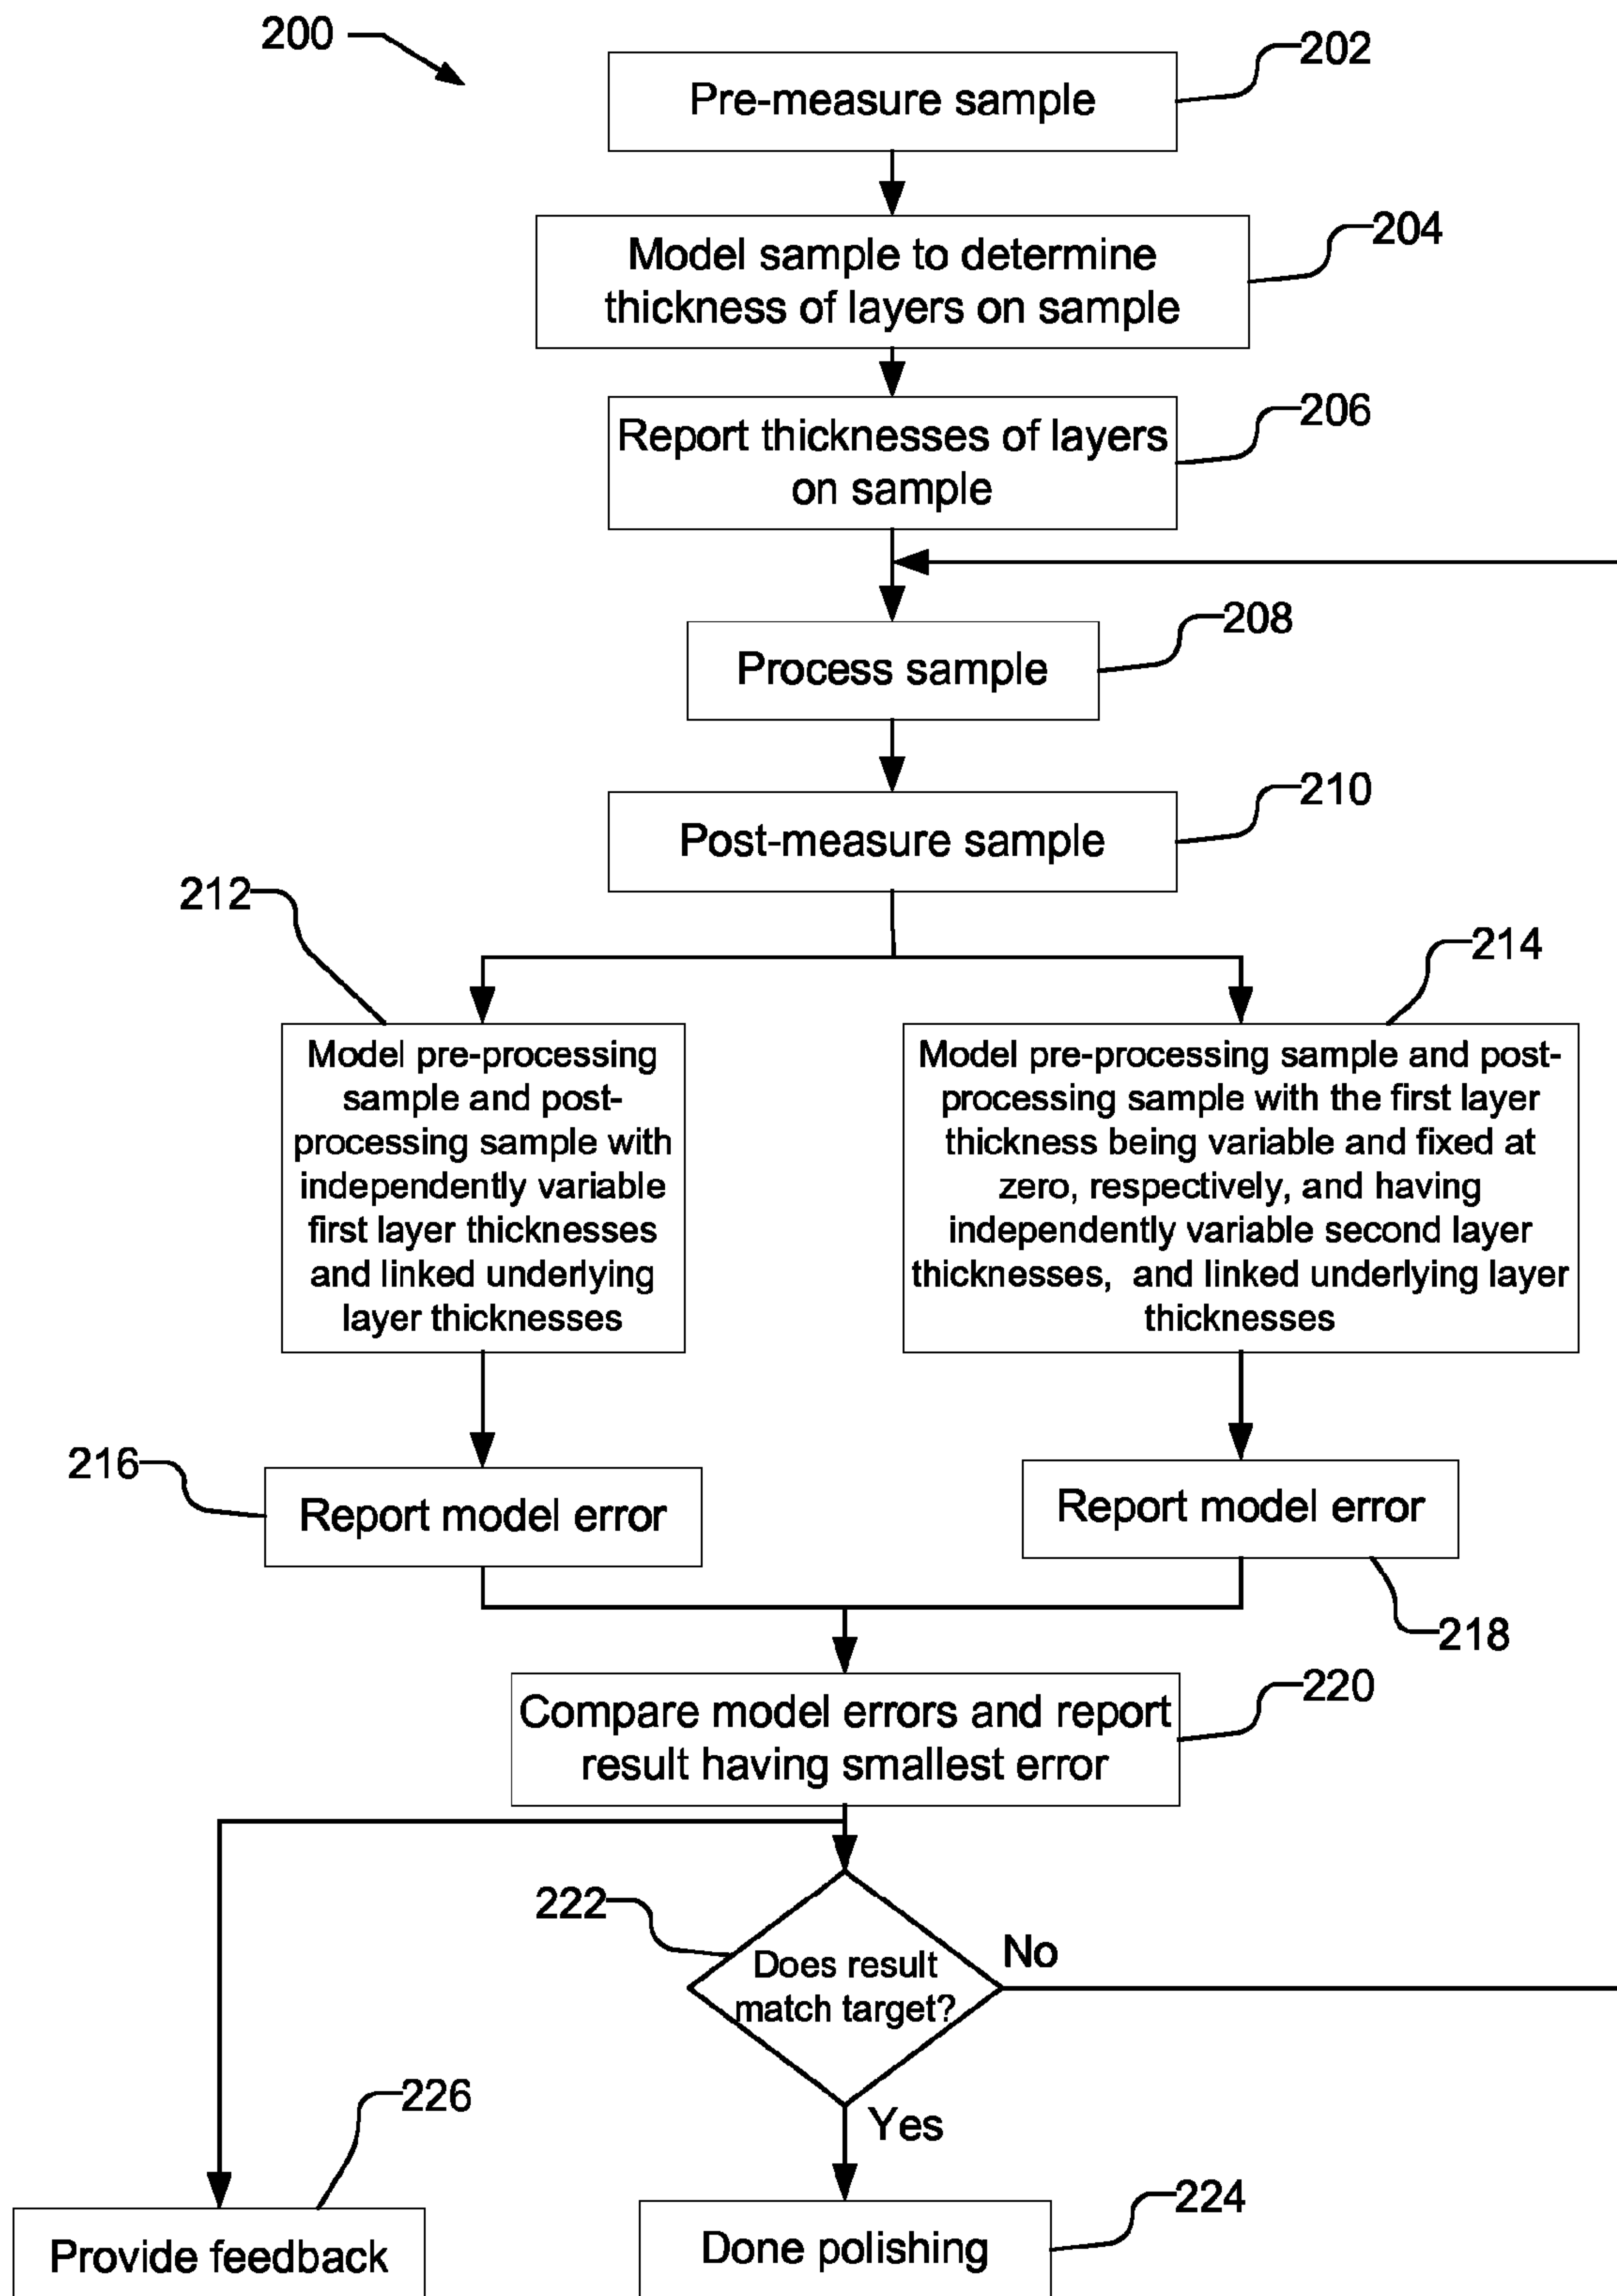 200
202
Pre-measure sample
204
Model sample to determine
thickness of layers on sample
206
Report thicknesses of layers
on sample
208
Process sample
210
Post-measure sample
212
214
Model pre-processing
sample and post-
processing sample with
independently variable
first layer thicknesses
and linked underlying
layer thicknesses
Model pre-processing sample and post-
processing sample with the first layer
thickness being variable and fixed at
zero, respectively, and having
independently variable second layer
thicknesses, and linked underlying layer
thicknesses
216
Report model error
Report model error
218
220
Compare model errors and report
result having smallest error
222
Does result
match target?
No
Yes
226
224
Provide feedback
Done polishing